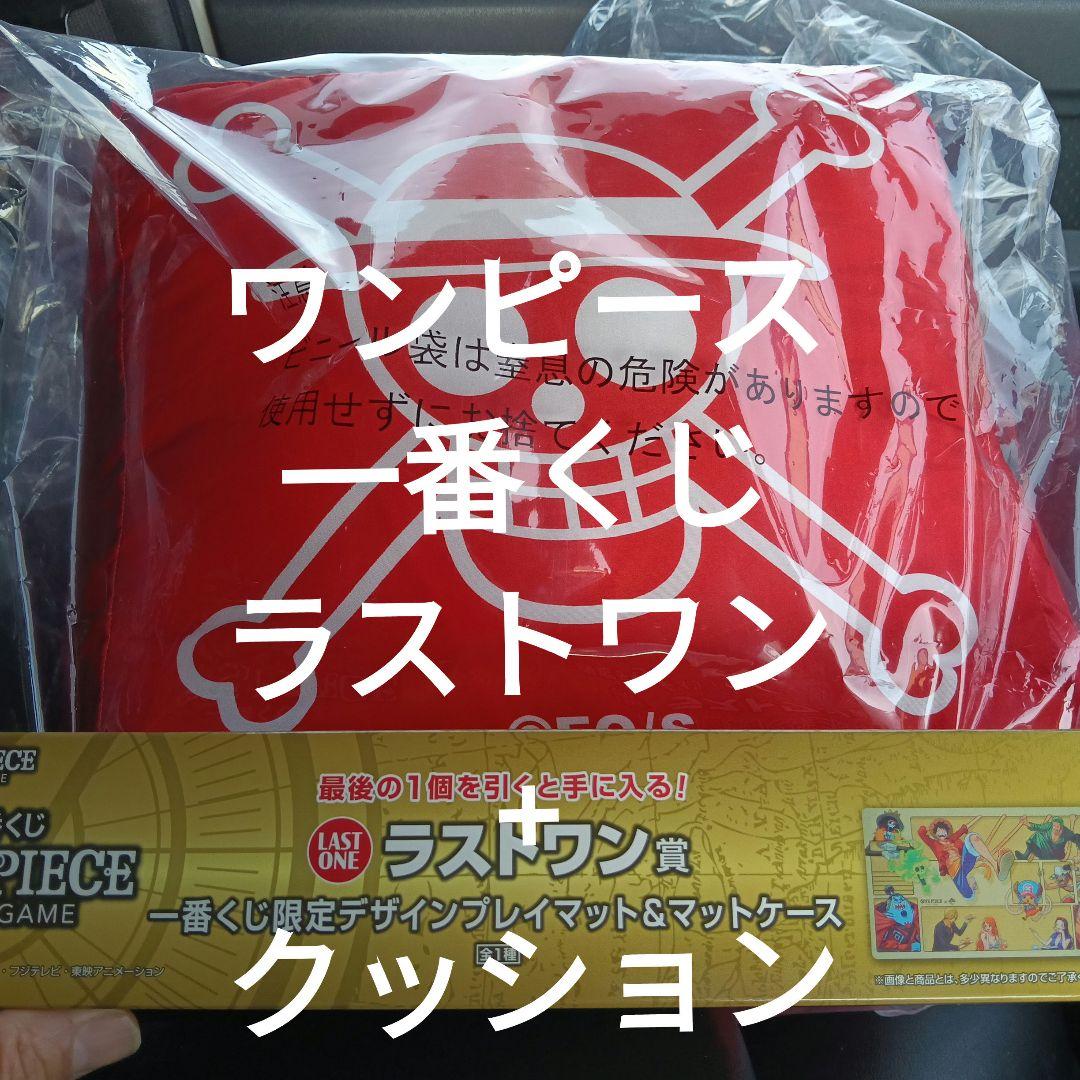 ワンピース
一番くじ
ラストワン
+
クッション
ビニール袋は窒息の危険がありますので
使用せずにお捨てください。
最後の1個を引くと手に入る!
LAST
ONE
ラストワン賞
一番くじ限定デザインプレイマット&マットケース
全1種
くじ
PIECE
GAME
・フジテレビ・東映アニメーション
※画像と商品とは、多少異なりますのでご了承